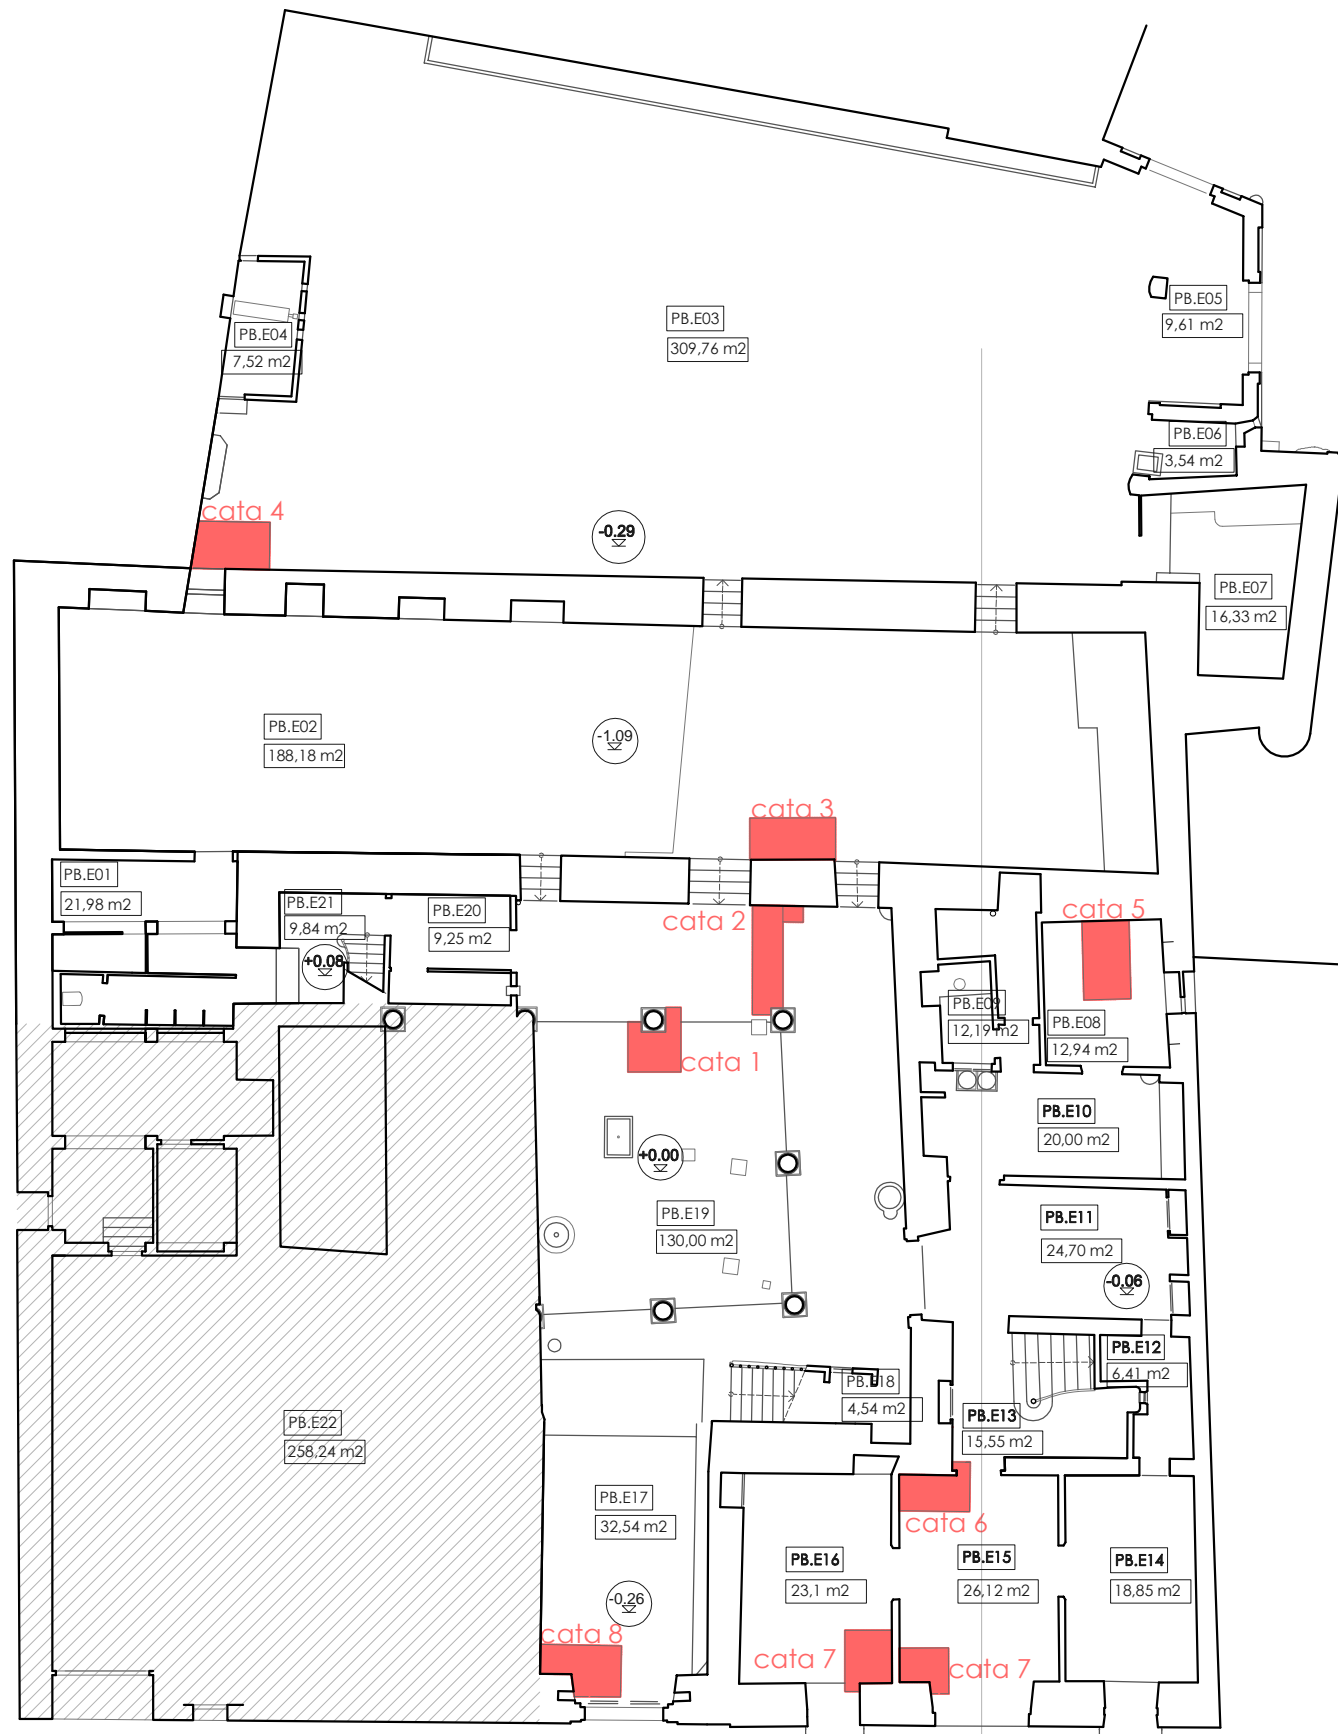 PB.E03
309,76 m2
PB.E05
9,61 m2
PB.E04
7,52 m2
PB.E06
3,54 m2
cata 4
-0.29
PB.E07
16,33 m2
PB.E02
188,18 m2
-1.09
cata 3
PB.E01
21,98 m2
PB.E21
9,84 m2
+0.08
PB.E20
9,25 m2
cata 2
cata 5
PB.E09
12,19 m2
PB.E08
12,94 m2
cata 1
PB.E10
20,00 m2
+0.00
PB.E19
130,00 m2
PB.E11
24,70 m2
-0.06
PB.E12
6,41 m2
PB.E18
4,54 m2
PB.E13
15,55 m2
PB.E22
258,24 m2
PB.E17
32,54 m2
cata 6
PB.E16
23,1 m2
PB.E15
26,12 m2
PB.E14
18,85 m2
-0.26
cata 8
cata 7
cata 7